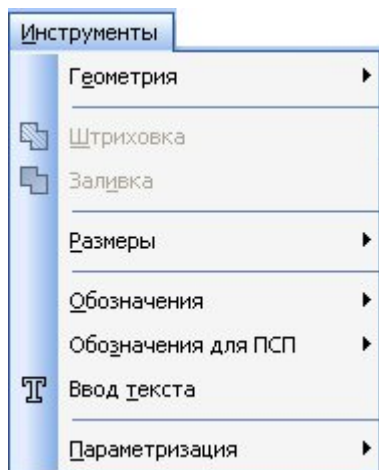 Инструменты
Геометрия
Штриховка
Заливка
Размеры
Обозначения
Обозначения для ПСП
Ввод текста
Параметризация